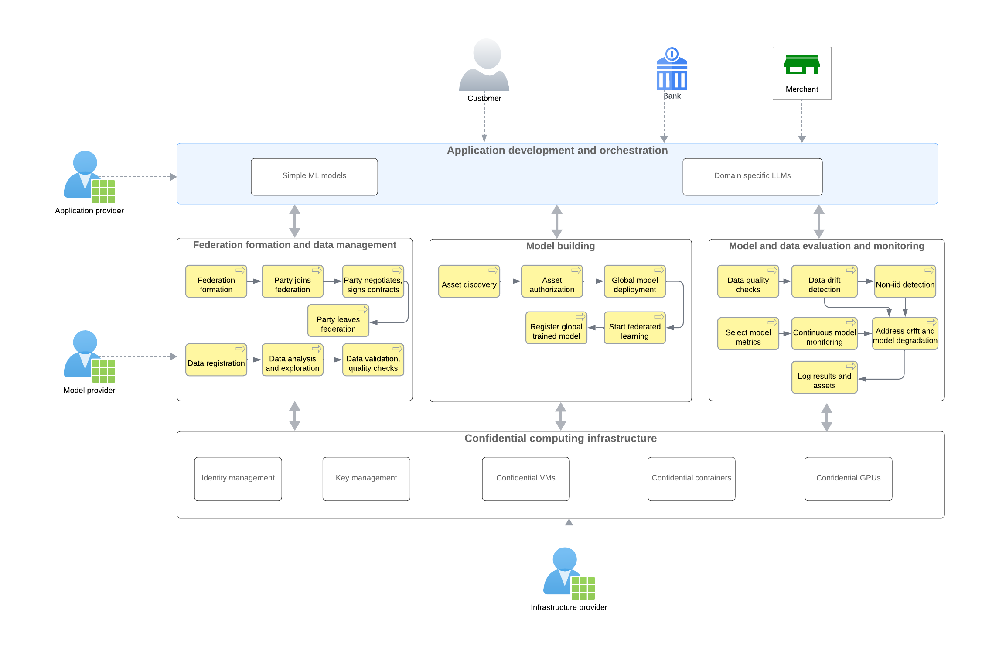 Customer
Bank
Merchant
Application development and orchestration
Simple ML models
Domain specific LLMs
Application provider
Federation formation and data management
Federation
formation
Party joins
federation
Party negotiates,
signs contracts
Party leaves
federation
Data registration
Data analysis
and exploration
Data validation,
quality checks
Model building
Asset discovery
Asset
authorization
Global model
deplioyment
Register global
trained model
Start federated
learning
Model and data evaluation and monitoring
Data quality
checks
Data drift
detection
Non-iid detection
Select model
metrics
Continuous model
monitoring
Address drift and
model degradation
Log results and
assets
Model provider
Confidential computing infrastructure
Identity management
Key management
Confidential VMs
Confidential containers
Confidential GPUs
Infrastructure provider